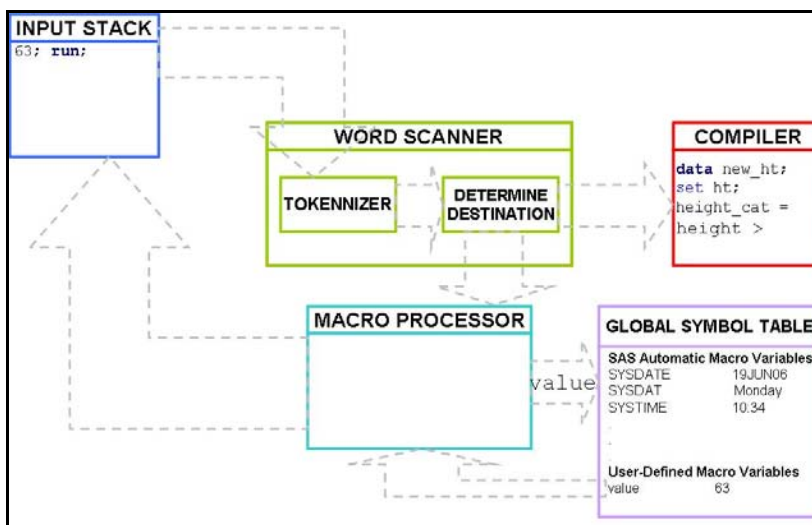 INPUT STACK
63; run;
WORD SCANNER
TOKENNIZER
DETERMINE
DESTINATION
COMPILER
data new_ht;
set ht;
height_cat =
height >
MACRO PROCESSOR
value
GLOBAL SYMBOL TABLE
SAS Automatic Macro Variables
SYSDATE 19JUN06
SYSDAT Monday
SYSTIME 10.34
.
.
.
User-Defined Macro Variables
value 63